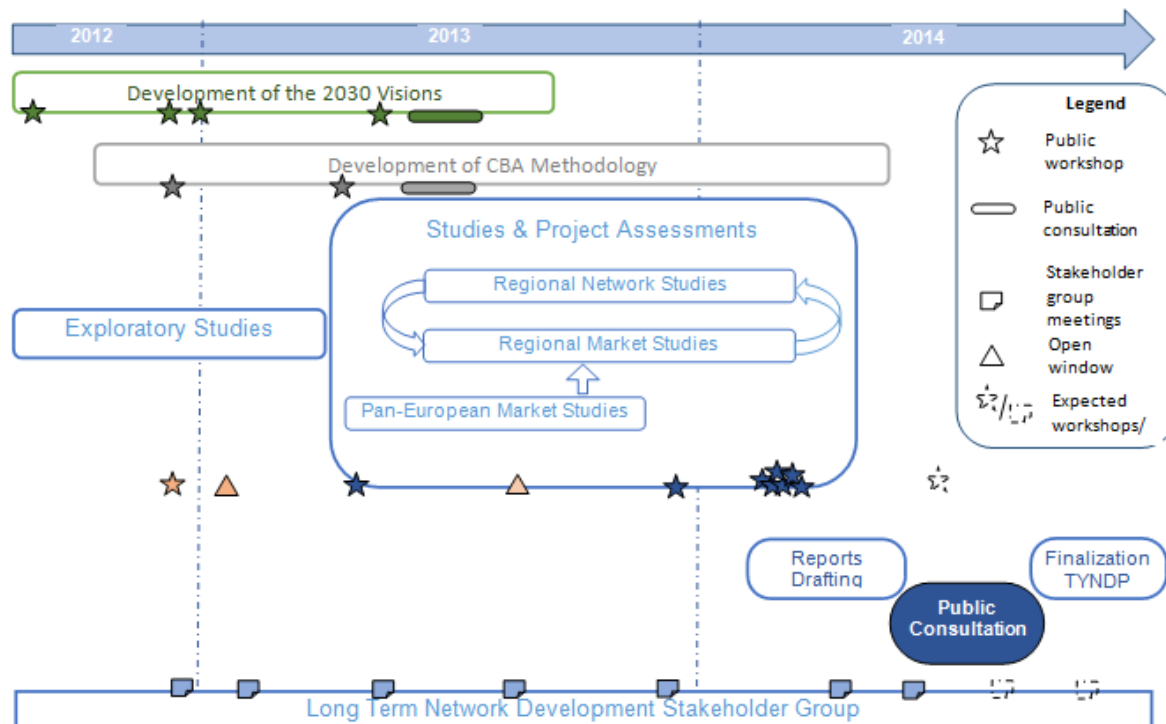 2012 2013 2014
Development of the 2030 Visions
Development of CBA Methodology
Studies & Project Assessments
Regional Network Studies
Exploratory Studies
Regional Market Studies
Pan-European Market Studies
Legend
Public
workshop
Public
consultation
Stakeholder
group
meetings
Open
window
Expected
workshops/
Reports
Drafting
Finalization
TYNDP
Public
Consultation
Long Term Network Development Stakeholder Group